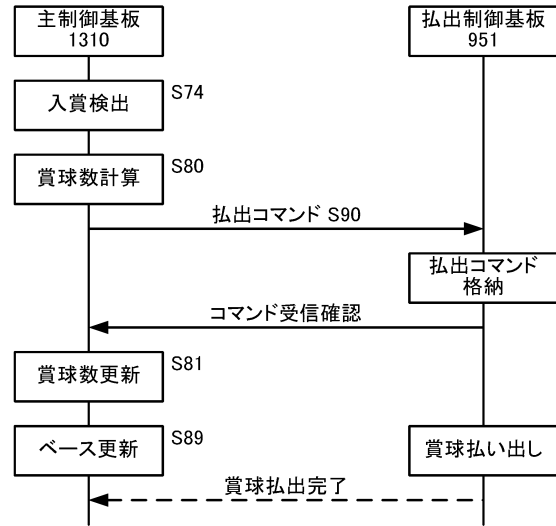 主制御基板
1310
払出制御基板
951
入賞検出
S74
賞球数計算
S80
払出コマンド S90
払出コマンド
格納
コマンド受信確認
賞球数更新
S81
ベース更新
S89
賞球払い出し
賞球払出完了